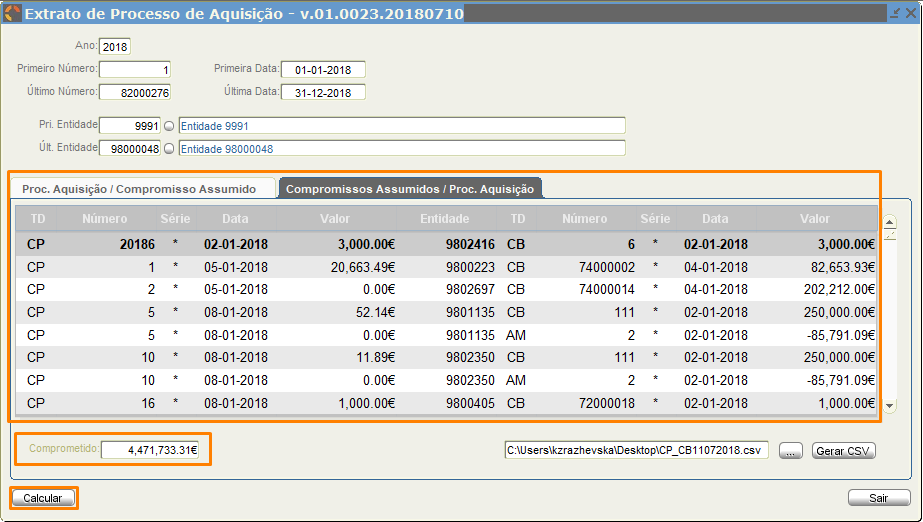 Extrato de Processo de Aquisição - v.01.0023.20180710
Ano: 2018
Primeiro Número: 1 Primeira Data: 01-01-2018
Último Número: 82000276 Última Data: 31-12-2018
Pri. Entidade 9991 Entidade 9991
Últ. Entidade 98000048 Entidade 98000048
Proc. Aquisição / Compromisso Assumido Compromissos Assumidos / Proc. Aquisição
TD Número Série Data Valor Entidade TD Número Série Data Valor
CP 20186 * 02-01-2018 3,000.00€ 9802416 CB 6 * 02-01-2018 3,000.00€
CP 1 * 05-01-2018 20,663.49€ 9800223 CB 74000002 * 04-01-2018 82,653.93€
CP 2 * 05-01-2018 0.00€ 9802697 CB 74000014 * 04-01-2018 202,212.00€
CP 5 * 08-01-2018 52.14€ 9801135 CB 111 * 02-01-2018 250,000.00€
CP 5 * 08-01-2018 0.00€ 9801135 AM 2 * 02-01-2018 -85,791.09€
CP 10 * 08-01-2018 11.89€ 9802350 CB 111 * 02-01-2018 250,000.00€
CP 10 * 08-01-2018 0.00€ 9802350 AM 2 * 02-01-2018 -85,791.09€
CP 16 * 08-01-2018 1,000.00€ 9800405 CB 72000018 * 02-01-2018 1,000.00€
Comprometido: 4,471,733.31€ C:\Users\kzrazhevska\Desktop\CP_CB11072018.csv ... Gerar CSV
Calcular Sair